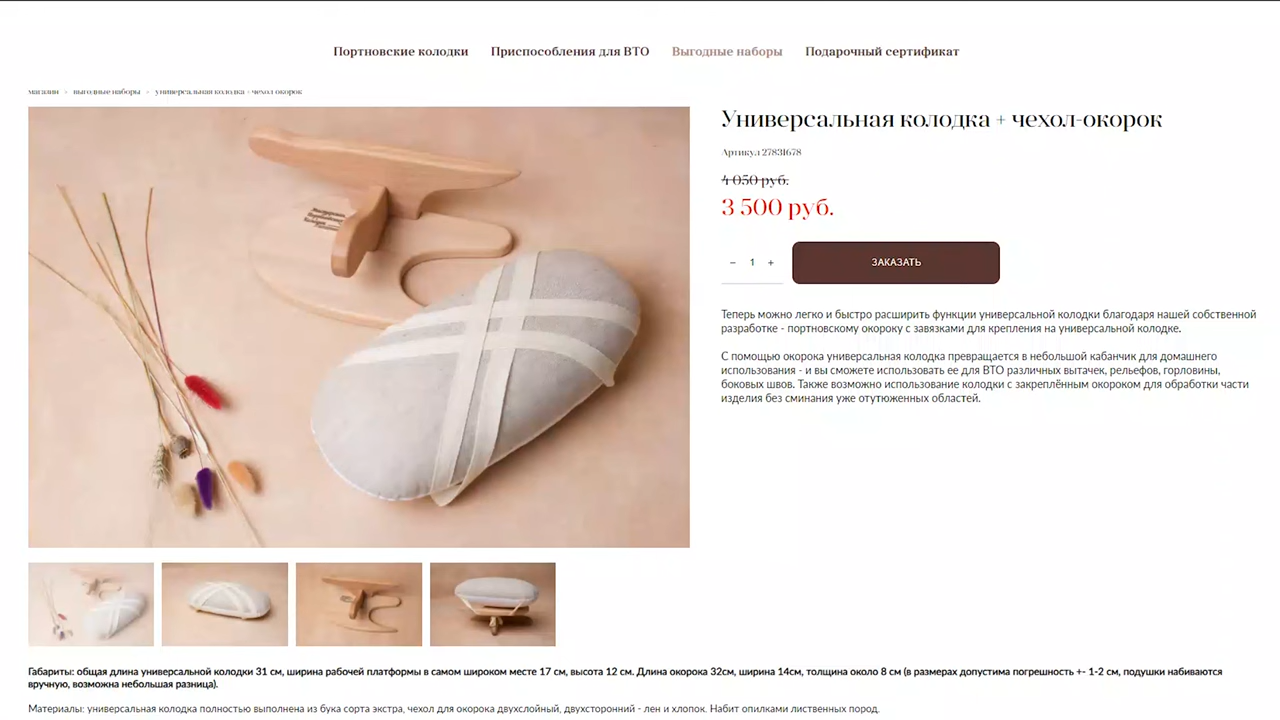 Портновские колодки Приспособления для ВТО Выгодные наборы Подарочный сертификат
магазин > выгодные наборы > универсальная колодка + чехол-окорок
Универсальная колодка + чехол-окорок
Артикул 27831678
4 050 руб.
3 500 руб.
− 1 + ЗАКАЗАТЬ
Теперь можно легко и быстро расширить функции универсальной колодки благодаря нашей собственной
разработке - портновскому окороку с завязками для крепления на универсальной колодке.
С помощью окорока универсальная колодка превращается в небольшой кабанчик для домашнего
использования - и вы сможете использовать ее для ВТО различных вытачек, рельефов, горловины,
боковых швов. Также возможно использование колодки с закреплённым окороком для обработки части
изделия без сминания уже отутюженных областей.
Габариты: общая длина универсальной колодки 31 см, ширина рабочей платформы в самом широком месте 17 см, высота 12 см. Длина окорока 32см, ширина 14см, толщина около 8 см (в размерах допустима погрешность +- 1-2 см, подушки набиваются
вручную, возможна небольшая разница).
Материалы: универсальная колодка полностью выполнена из бука сорта экстра, чехол для окорока двухслойный, двухсторонний - лен и хлопок. Набит опилками лиственных пород.